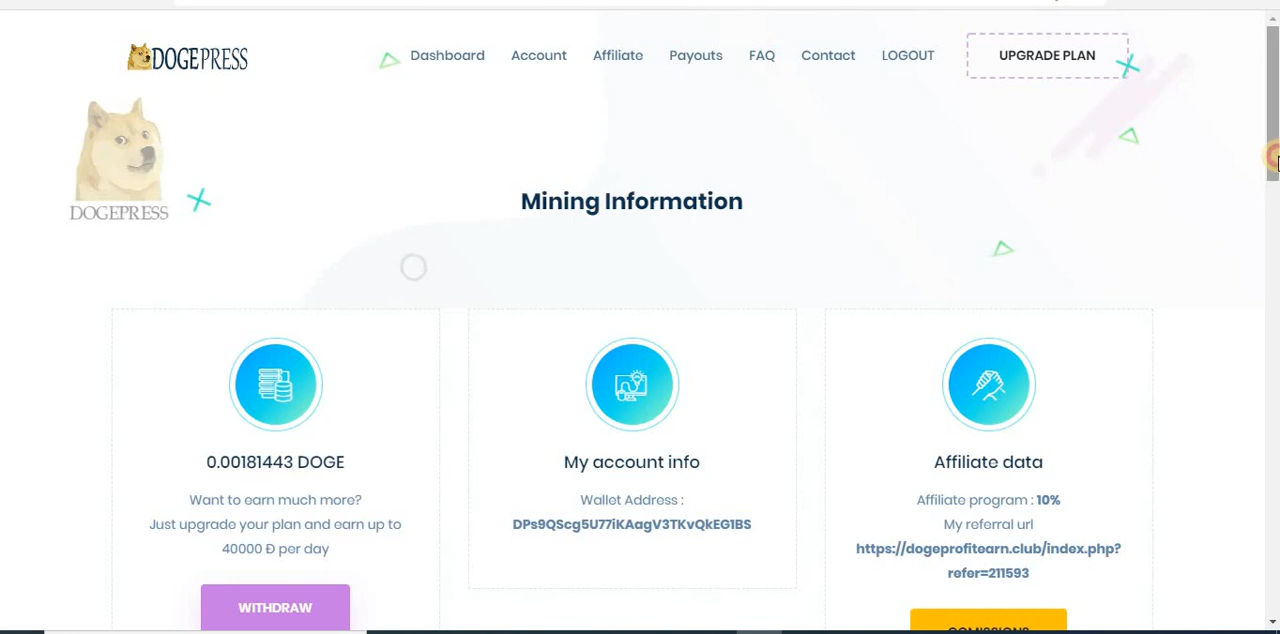 DOGEPRESS
Dashboard Account Affiliate Payouts FAQ Contact LOGOUT UPGRADE PLAN
DOGEPRESS
Mining Information
0.00181443 DOGE
Want to earn much more?
Just upgrade your plan and earn up to
40000 Ð per day
WITHDRAW
My account info
Wallet Address :
DPs9QScg5U77iKAagV3TKvQkEG1BS
Affiliate data
Affiliate program : 10%
My referral url
https://dogeprofitearn.club/index.php?
refer=211593
COMISSIONS